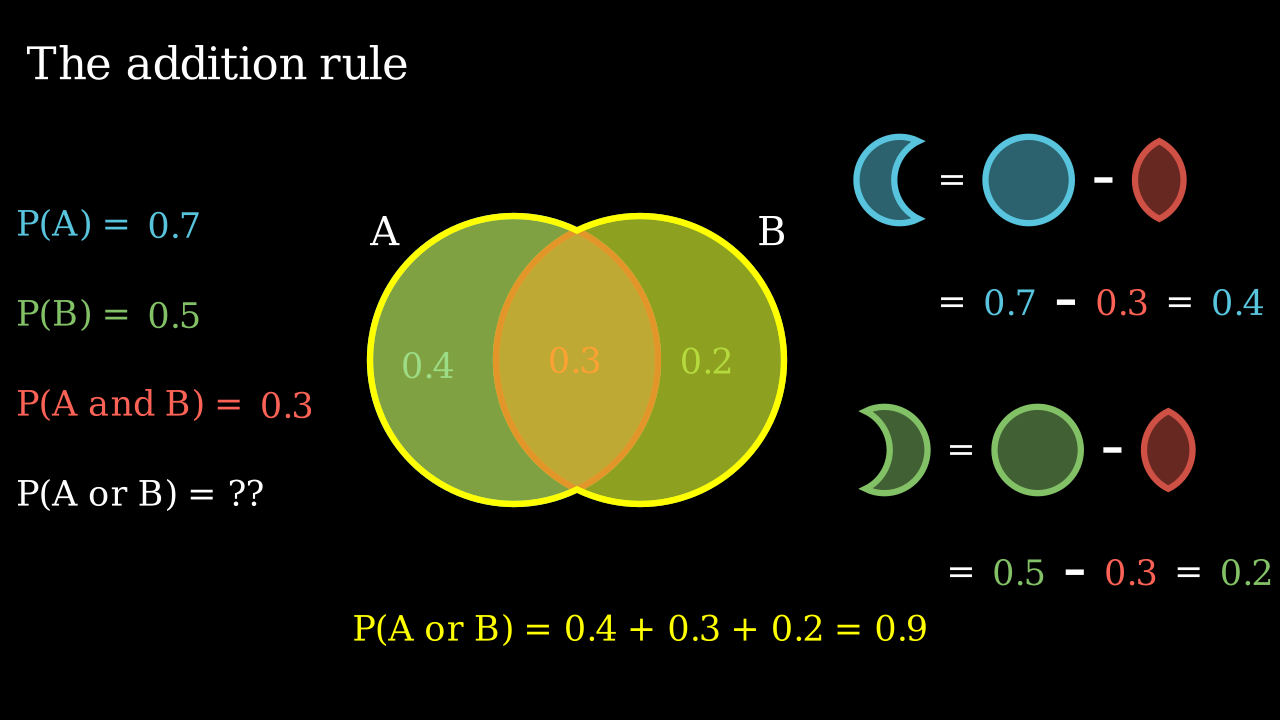 The addition rule
P(A) = 0.7
P(B) = 0.5
P(A and B) = 0.3
P(A or B) = ??
A
B
0.4
0.3
0.2
= -
= 0.7 - 0.3 = 0.4
= -
= 0.5 - 0.3 = 0.2
P(A or B) = 0.4 + 0.3 + 0.2 = 0.9